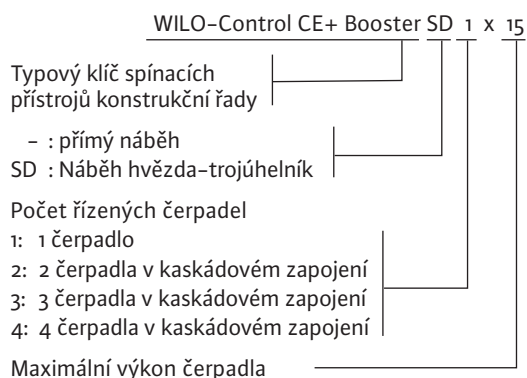 WILO-Control CE+ Booster SD 1 x 15
Typový klíč spínacích
přístrojů konstrukční řady
– : přímý náběh
SD : Náběh hvězda-trojúhelník
Počet řízených čerpadel
1: 1 čerpadlo
2: 2 čerpadla v kaskádovém zapojení
3: 3 čerpadla v kaskádovém zapojení
4: 4 čerpadla v kaskádovém zapojení
Maximální výkon čerpadla